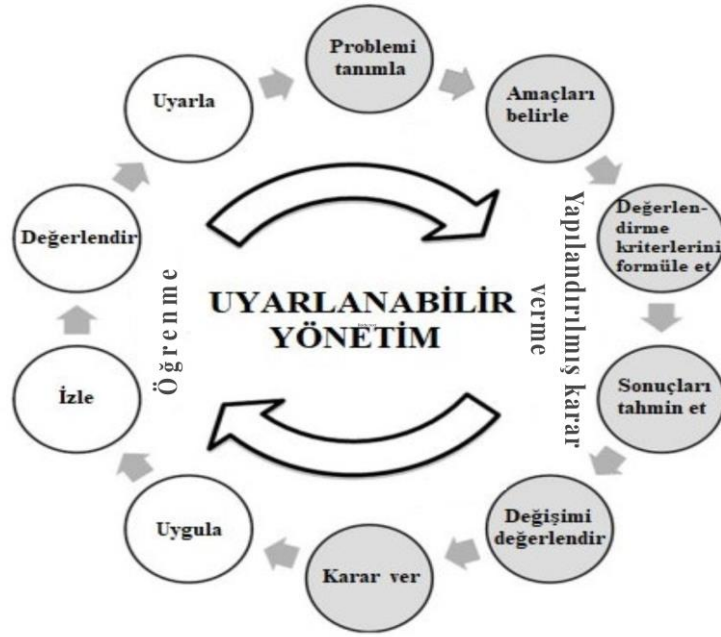 Problemi
tanımla
Amaçları
belirle
Değerlen-
dirme
kriterlerini
formüle et
Sonuçları
tahmin et
Değişimi
değerlendir
Karar ver
Uygula
İzle
Değerlendir
Uyarla
Öğrenme
UYARLANABİLİR
YÖNETİM
Yapılandırılmış karar
verme